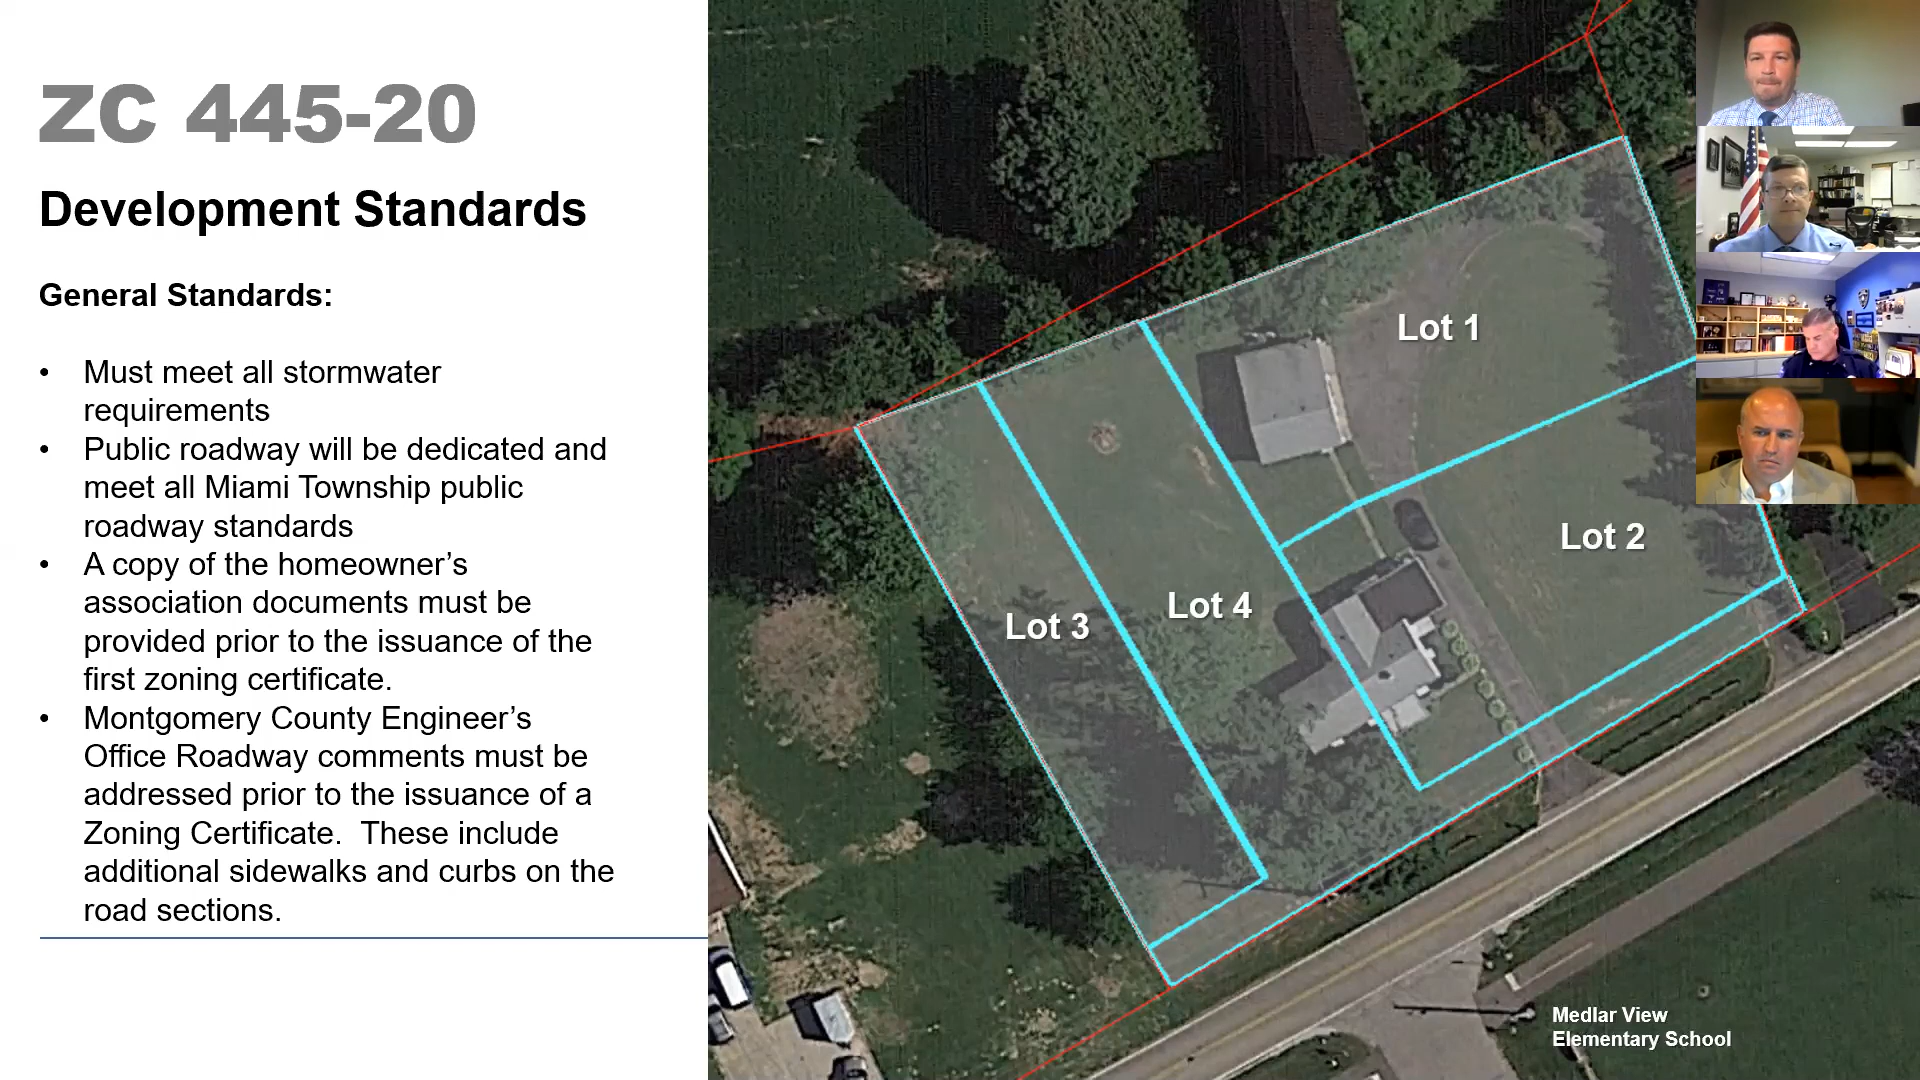 ZC 445-20
Development Standards
General Standards:
• Must meet all stormwater
requirements
• Public roadway will be dedicated and
meet all Miami Township public
roadway standards
• A copy of the homeowner’s
association documents must be
provided prior to the issuance of the
first zoning certificate.
• Montgomery County Engineer’s
Office Roadway comments must be
addressed prior to the issuance of a
Zoning Certificate.  These include
additional sidewalks and curbs on the
road sections.
Lot 1
Lot 2
Lot 3
Lot 4
Medlar View
Elementary School